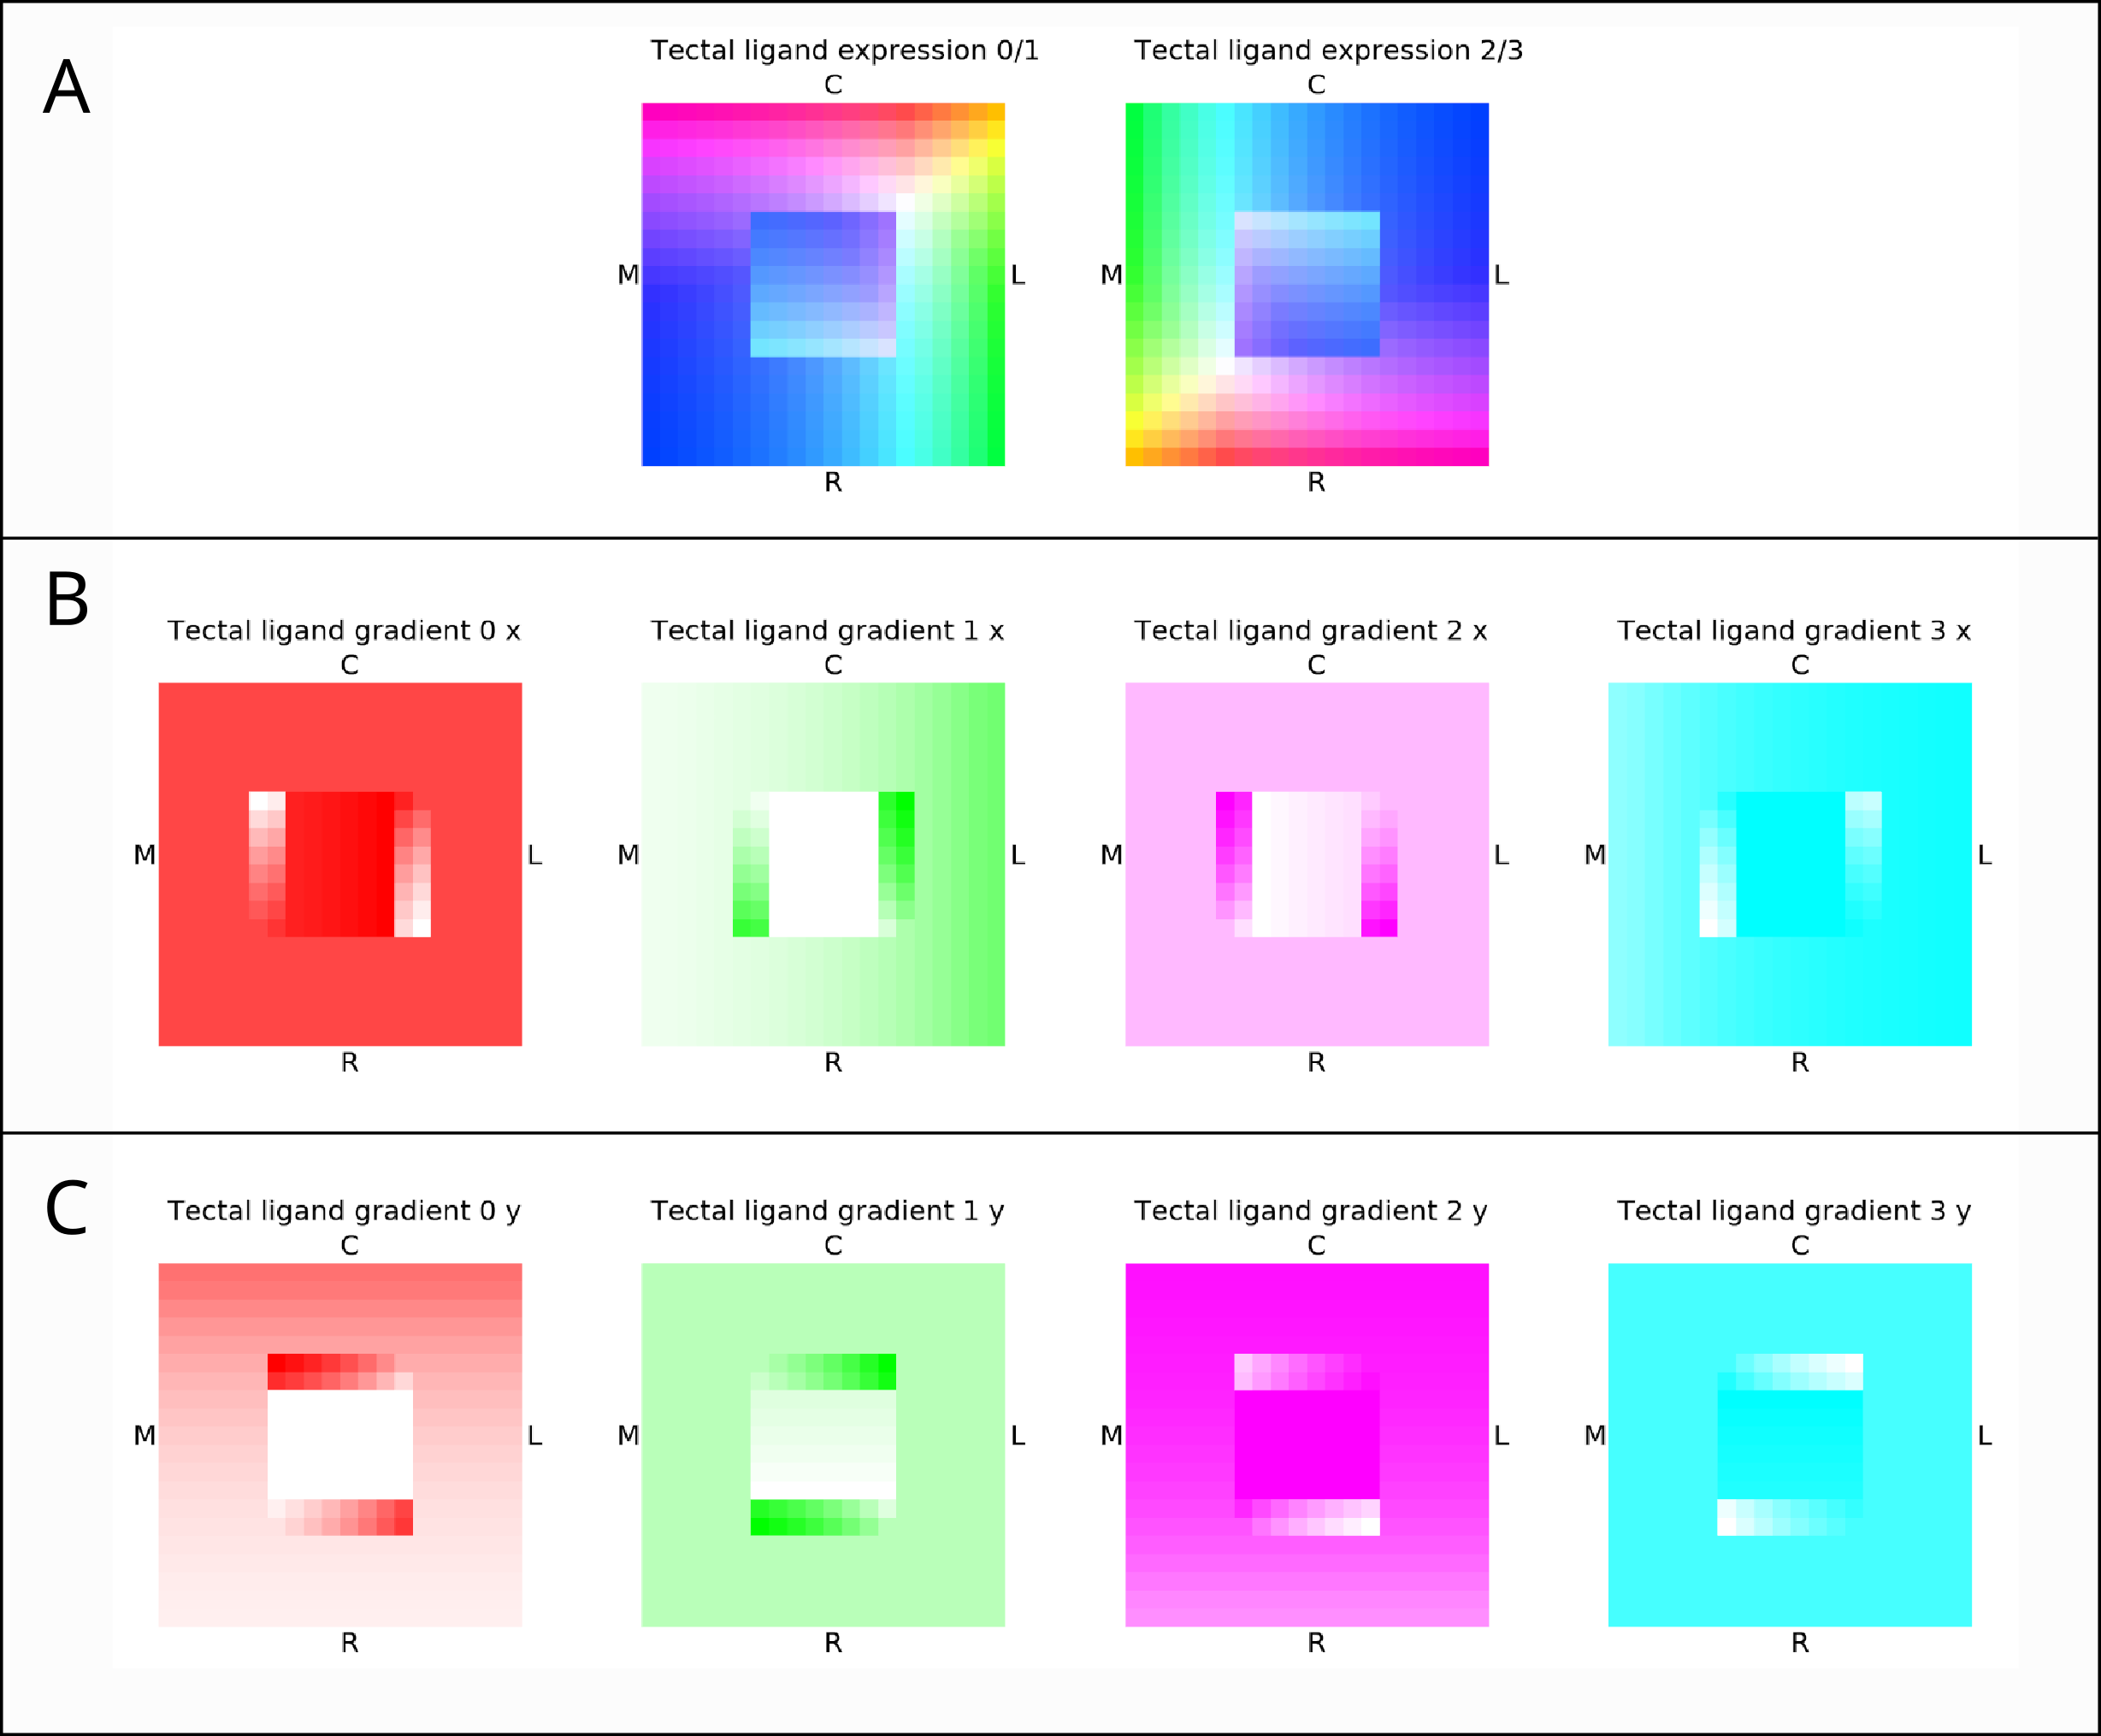 A
Tectal ligand expression 0/1 Tectal ligand expression 2/3
C C
M L M L
R R
B
Tectal ligand gradient 0 x Tectal ligand gradient 1 x Tectal ligand gradient 2 x Tectal ligand gradient 3 x
C C C C
M L M L M L M L
R R R R
C
Tectal ligand gradient 0 y Tectal ligand gradient 1 y Tectal ligand gradient 2 y Tectal ligand gradient 3 y
C C C C
M L M L M L M L
R R R R